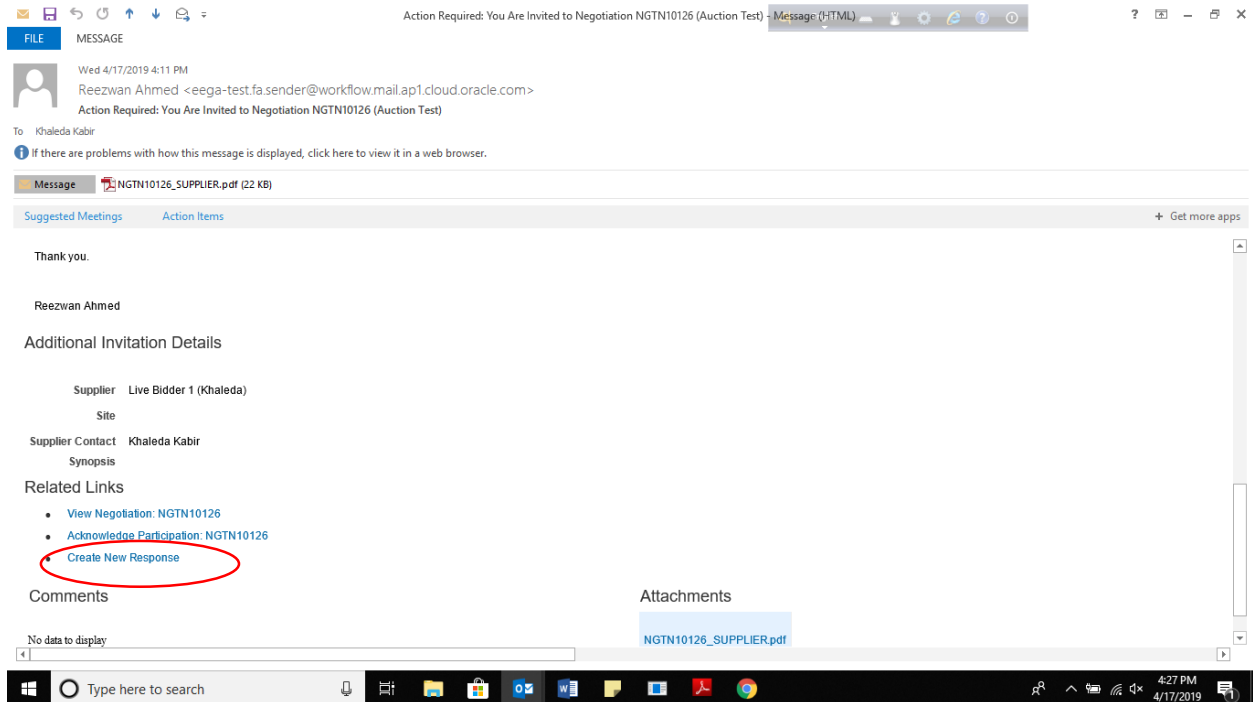 Action Required: You Are Invited to Negotiation NGTN10126 (Auction Test) - Message (HTML)
FILE MESSAGE
Wed 4/17/2019 4:11 PM
Reezwan Ahmed <eega-test.fa.sender@workflow.mail.ap1.cloud.oracle.com>
Action Required: You Are Invited to Negotiation NGTN10126 (Auction Test)
To Khaleda Kabir
If there are problems with how this message is displayed, click here to view it in a web browser.
Message NGTN10126_SUPPLIER.pdf (22 KB)
Suggested Meetings Action Items + Get more apps
Thank you.
Reezwan Ahmed
Additional Invitation Details
Supplier Live Bidder 1 (Khaleda)
Site
Supplier Contact Khaleda Kabir
Synopsis
Related Links
View Negotiation: NGTN10126
Acknowledge Participation: NGTN10126
Create New Response
Comments Attachments
No data to display NGTN10126_SUPPLIER.pdf
Type here to search
4:27 PM
4/17/2019